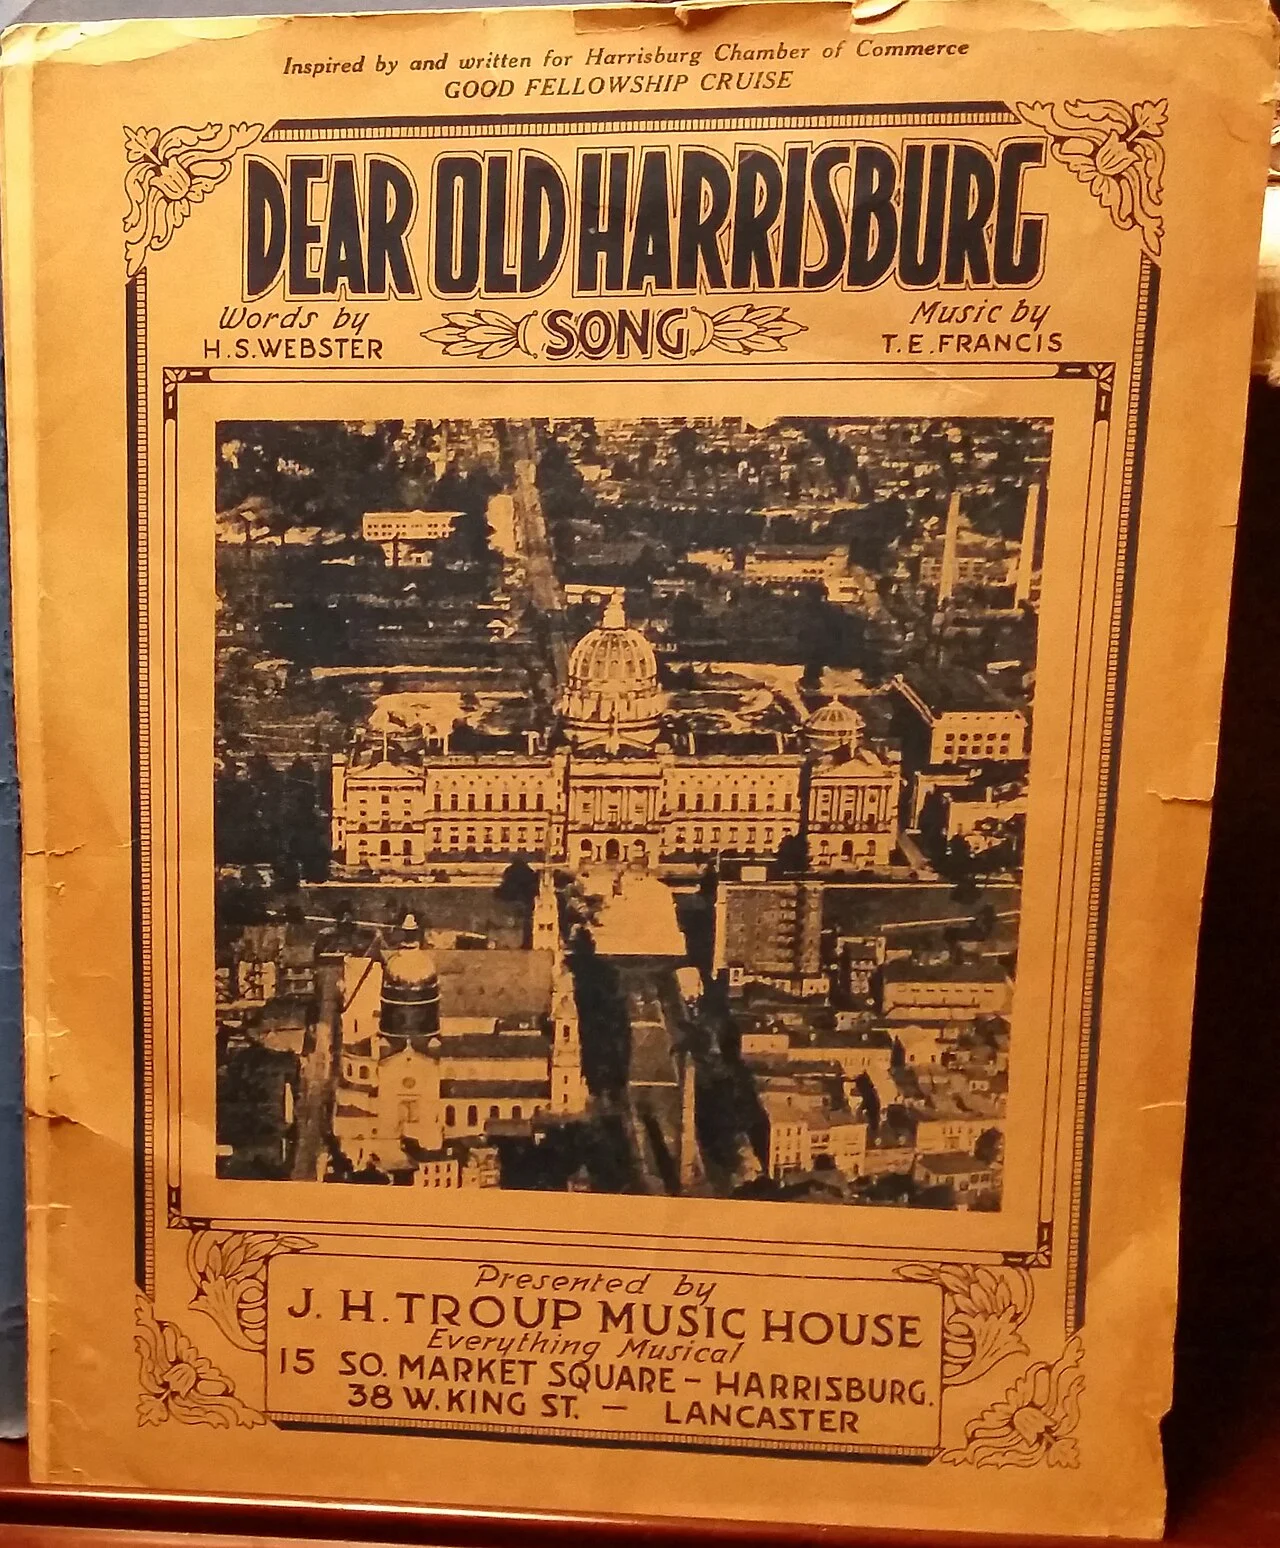 Inspired by and written for Harrisburg Chamber of Commerce
GOOD FELLOWSHIP CRUISE
DEAR OLD HARRISBURG
SONG
Words by
H.S. WEBSTER
Music by
T.E. FRANCIS
Presented by
J. H. TROUP MUSIC HOUSE
Everything Musical
15 SO. MARKET SQUARE - HARRISBURG.
38 W. KING ST. - LANCASTER